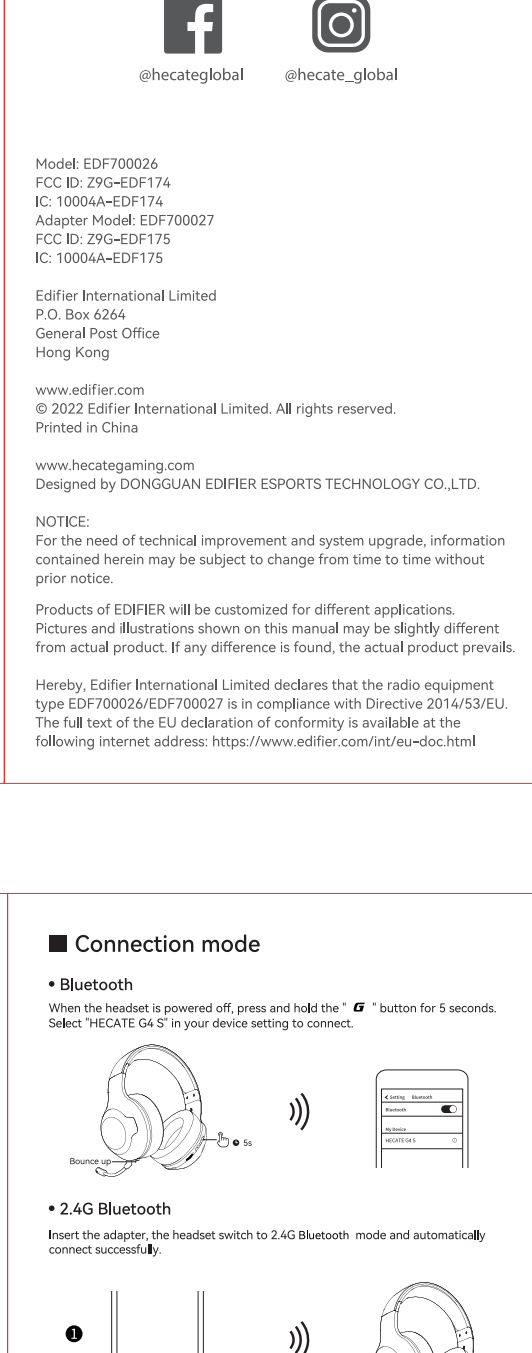 @hecateglobal
@hecate_global
Model: EDF700026
FCC ID: Z9G-EDF174
IC: 10004A-EDF174
Adapter Model: EDF700027
FCC ID: Z9G-EDF175
IC: 10004A-EDF175
Edifier International Limited
P.O. Box 6264
General Post Office
Hong Kong
www.edifier.com
© 2022 Edifier International Limited. All rights reserved.
Printed in China
www.hecategaming.com
Designed by DONGGUAN EDIFIER ESPORTS TECHNOLOGY CO.,LTD.
NOTICE:
For the need of technical improvement and system upgrade, information
contained herein may be subject to change from time to time without
prior notice.
Products of EDIFIER will be customized for different applications.
Pictures and illustrations shown on this manual may be slightly different
from actual product. If any difference is found, the actual product prevails.
Hereby, Edifier International Limited declares that the radio equipment
type EDF700026/EDF700027 is in compliance with Directive 2014/53/EU.
The full text of the EU declaration of conformity is available at the
following internet address: https://www.edifier.com/int/eu-doc.html
■ Connection mode
• Bluetooth
When the headset is powered off, press and hold the " G " button for 5 seconds.
Select "HECATE G4 S" in your device setting to connect.
Bounce up
5s
Setting Bluetooth
Bluetooth
My Device
HECATE G4 S
• 2.4G Bluetooth
Insert the adapter, the headset switch to 2.4G Bluetooth mode and automatically
connect successfully.
❶